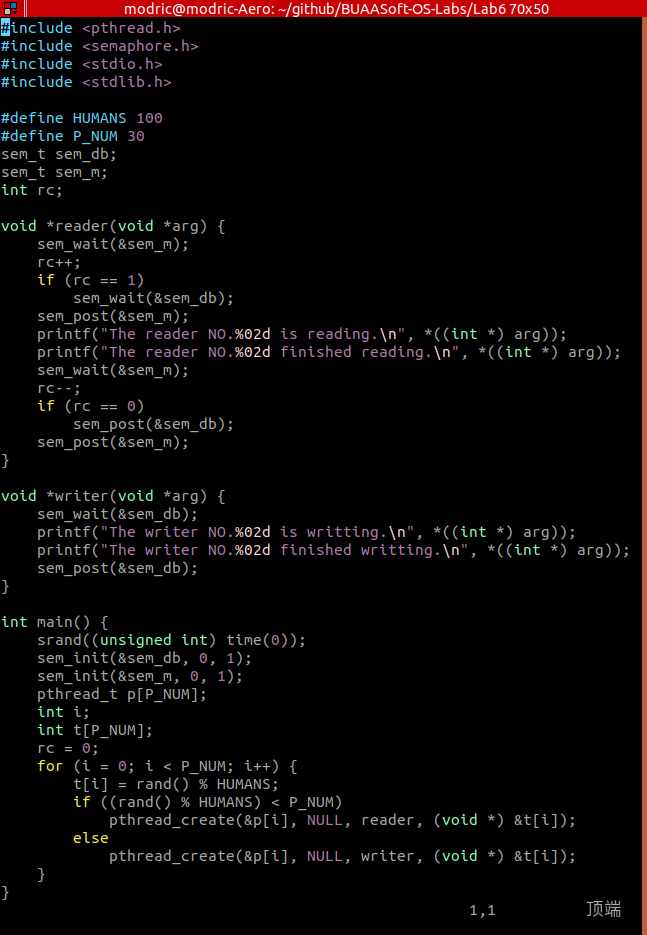 modric@modric-Aero: ~/github/BUAASoft-OS-Labs/Lab6 70x50
#include <pthread.h>
#include <semaphore.h>
#include <stdio.h>
#include <stdlib.h>

#define HUMANS 100
#define P_NUM 30
sem_t sem_db;
sem_t sem_m;
int rc;

void *reader(void *arg) {
    sem_wait(&sem_m);
    rc++;
    if (rc == 1)
        sem_wait(&sem_db);
    sem_post(&sem_m);
    printf("The reader NO.%02d is reading.\n", *((int *) arg));
    printf("The reader NO.%02d finished reading.\n", *((int *) arg));
    sem_wait(&sem_m);
    rc--;
    if (rc == 0)
        sem_post(&sem_db);
    sem_post(&sem_m);
}

void *writer(void *arg) {
    sem_wait(&sem_db);
    printf("The writer NO.%02d is writting.\n", *((int *) arg));
    printf("The writer NO.%02d finished writting.\n", *((int *) arg));
    sem_post(&sem_db);
}

int main() {
    srand((unsigned int) time(0));
    sem_init(&sem_db, 0, 1);
    sem_init(&sem_m, 0, 1);
    pthread_t p[P_NUM];
    int i;
    int t[P_NUM];
    rc = 0;
    for (i = 0; i < P_NUM; i++) {
        t[i] = rand() % HUMANS;
        if ((rand() % HUMANS) < P_NUM)
            pthread_create(&p[i], NULL, reader, (void *) &t[i]);
        else
            pthread_create(&p[i], NULL, writer, (void *) &t[i]);
    }
}
1,1 顶端